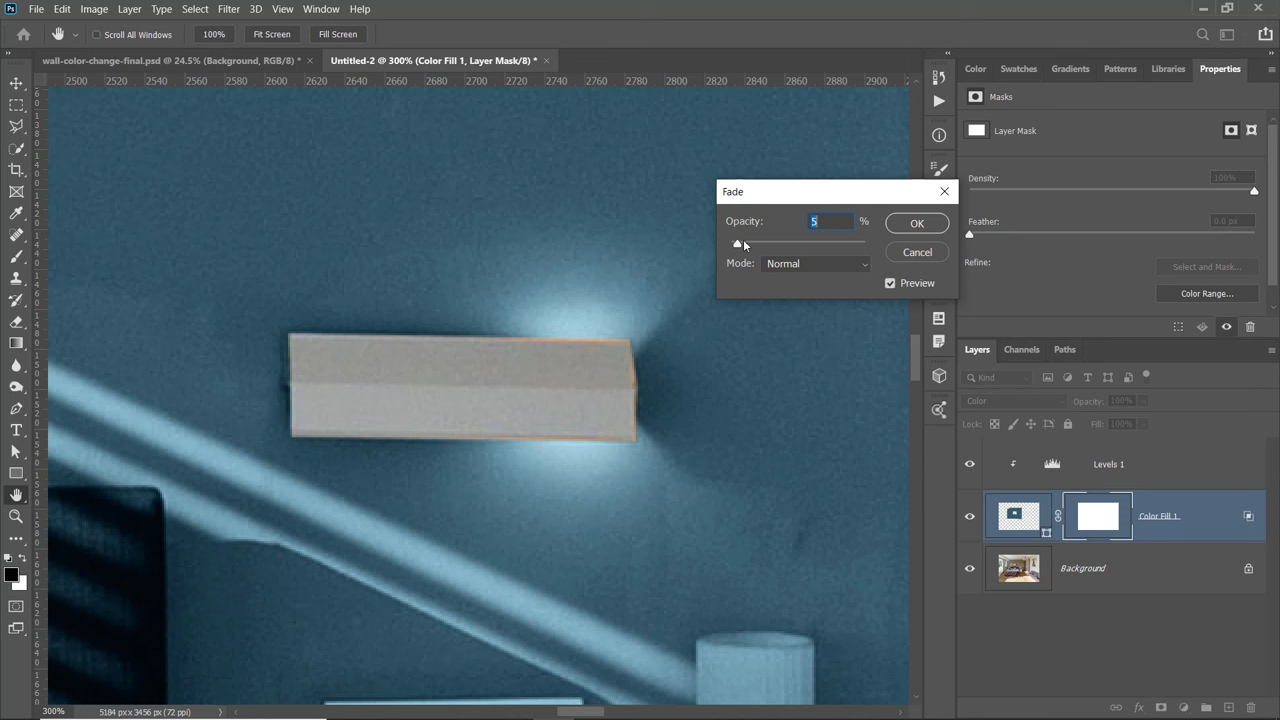 Ps File Edit Image Layer Type Select Filter 3D View Window Help
Scroll All Windows 100% Fit Screen Fill Screen
wall-color-change-final.psd @ 24.5% (Background, RGB/8) * × Untitled-2 @ 300% (Color Fill 1, Layer Mask/8) * ×
2500 2520 2540 2560 2580 2600 2620 2640 2660 2680 2700 2720 2740 2760 2780 2800 2820 2840 2860 2880 2900
Color Swatches Gradients Patterns Paths Libraries Properties
Masks
Layer Mask
Density: 100%
Feather: 0.0 px
Refine: Select and Mask...
Color Range...
Fade
Opacity: 5 % OK
Cancel
Mode: Normal
Preview
Layers Channels Paths
Kind
Color Opacity: 100%
Lock: Fill: 100%
Levels 1
Color Fill 1
Background
300% 5184 px x 3456 px (72 ppi)